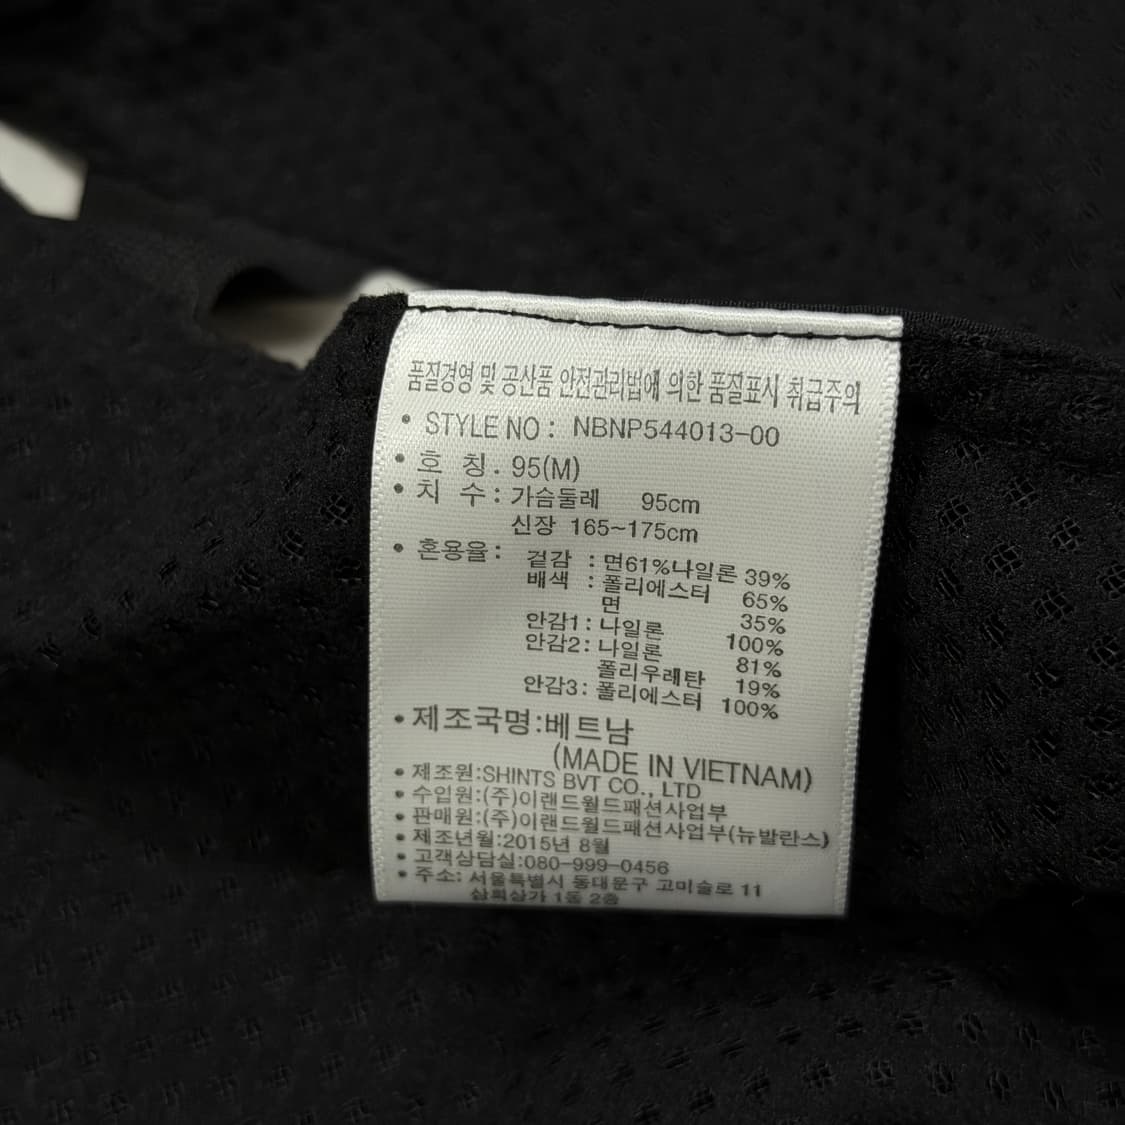 품질경영 및 공산품 안전관리법에 의한 품질표시 취급주의
• STYLE NO : NBNP544013-00
• 호 칭 . 95(M)
• 치 수 : 가슴둘레 95cm
신장 165~175cm
• 혼용율 : 겉감 : 면61%나일론 39%
배색 : 폴리에스터 65%
면 35%
안감1 : 나일론 100%
안감2 : 나일론 81%
폴리우레탄 19%
안감3 : 폴리에스터 100%
• 제조국명:베트남
(MADE IN VIETNAM)
• 제조원:SHINTS BVT CO., LTD
• 수입원:(주)이랜드월드패션사업부
• 판매원:(주)이랜드월드패션사업부(뉴발란스)
• 제조년월:2015년 8월
• 고객상담실:080-999-0456
• 주소: 서울특별시 동대문구 고미술로 11
삼희상가 1동 2층